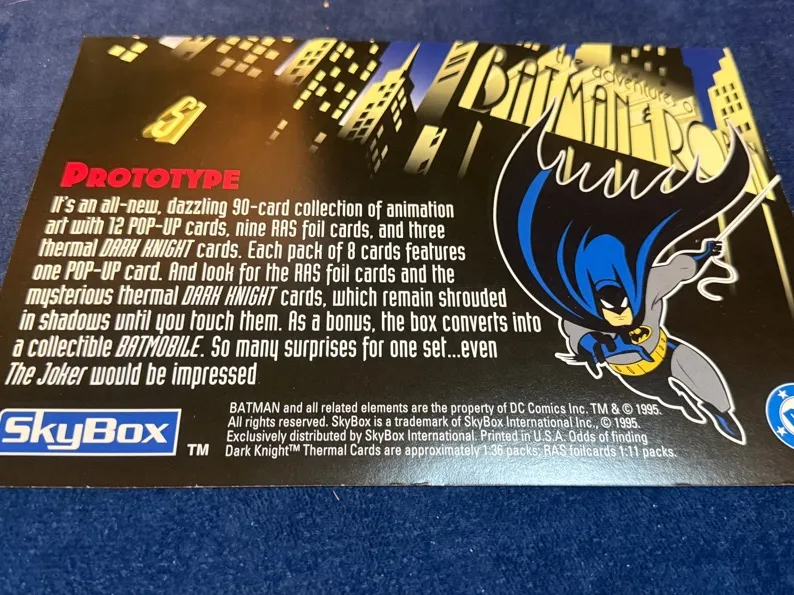 the adventures of
BATMAN & ROBIN
S1
PROTOTYPE
It's an all-new, dazzling 90-card collection of animation
art with 12 POP-UP cards, nine RAS foil cards, and three
thermal DARK KNIGHT cards. Each pack of 8 cards features
one POP-UP card. And look for the RAS foil cards and the
mysterious thermal DARK KNIGHT cards, which remain shrouded
in shadows until you touch them. As a bonus, the box converts into
a collectible BATMOBILE. So many surprises for one set...even
The Joker would be impressed
SkyBox TM
BATMAN and all related elements are the property of DC Comics Inc. TM & © 1995.
All rights reserved. SkyBox is a trademark of SkyBox International Inc., © 1995.
Exclusively distributed by SkyBox International. Printed in U.S.A. Odds of finding
Dark Knight™ Thermal Cards are approximately 1:36 packs; RAS foilcards 1:11 packs.